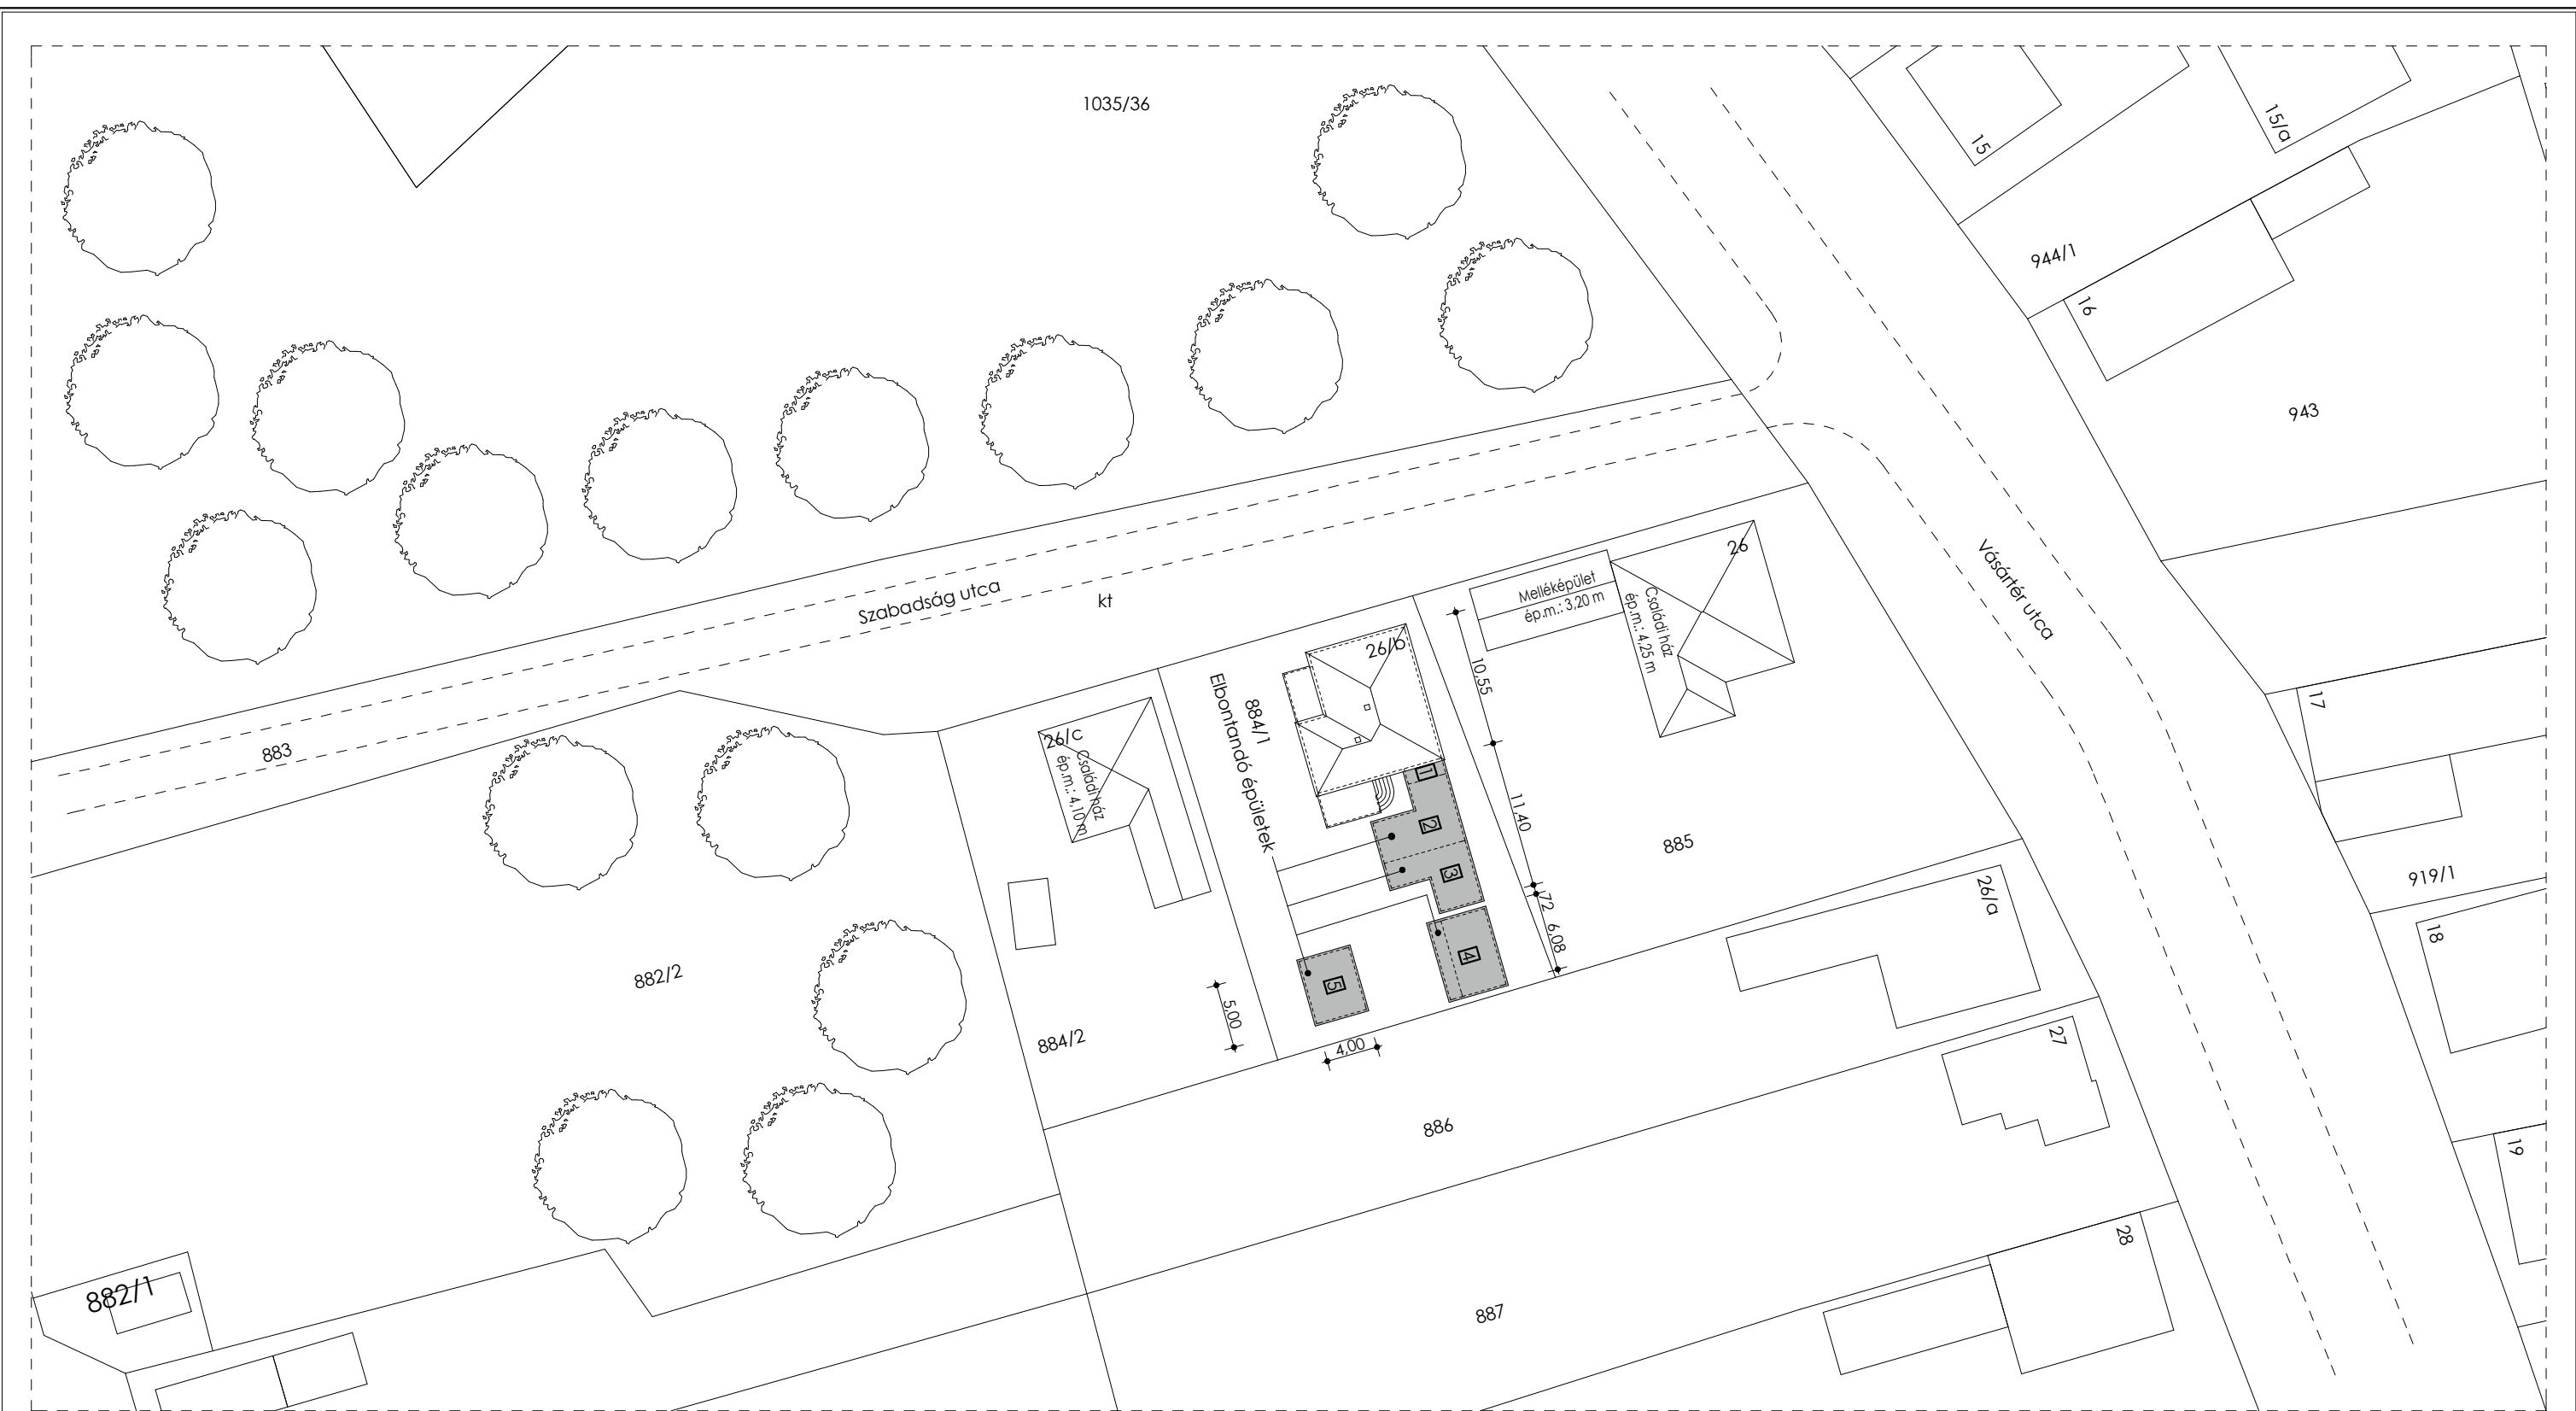 1035/36
15
15/a
944/1
16
943
Szabadság utca
kt
883
Vásártér utca
26
Melléképület
ép.m.: 3,20 m
Családi ház
ép.m.: 4,25 m
26/b
10,55
884/1
Elbontandó épületek
26/c
Családi ház
ép.m.: 4,10 m
1
2
3
4
5
11,40
72
6,08
885
17
919/1
18
26/a
882/2
884/2
5,00
4,00
27
886
19
28
882/1
887